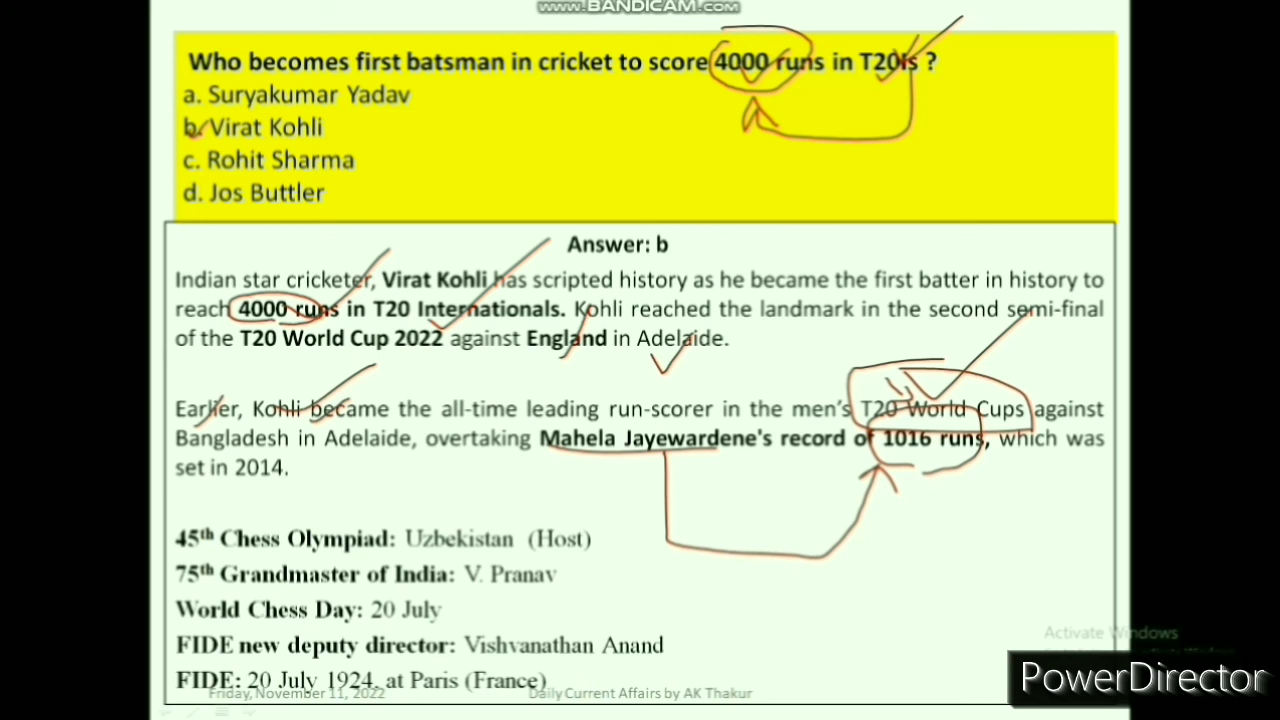 WWW.BANDICAM.COM
Who becomes first batsman in cricket to score 4000 runs in T20Is ?
a. Suryakumar Yadav
b. Virat Kohli
c. Rohit Sharma
d. Jos Buttler
Answer: b
Indian star cricketer, Virat Kohli has scripted history as he became the first batter in history to
reach 4000 runs in T20 Internationals. Kohli reached the landmark in the second semi-final
of the T20 World Cup 2022 against England in Adelaide.
Earlier, Kohli became the all-time leading run-scorer in the men's T20 World Cups against
Bangladesh in Adelaide, overtaking Mahela Jayewardene's record of 1016 runs, which was
set in 2014.
45th Chess Olympiad: Uzbekistan (Host)
75th Grandmaster of India: V. Pranav
World Chess Day: 20 July
FIDE new deputy director: Vishvanathan Anand
FIDE: 20 July 1924, at Paris (France)
Friday, November 11, 2022 Daily Current Affairs by AK Thakur
Activate Windows
PowerDirector